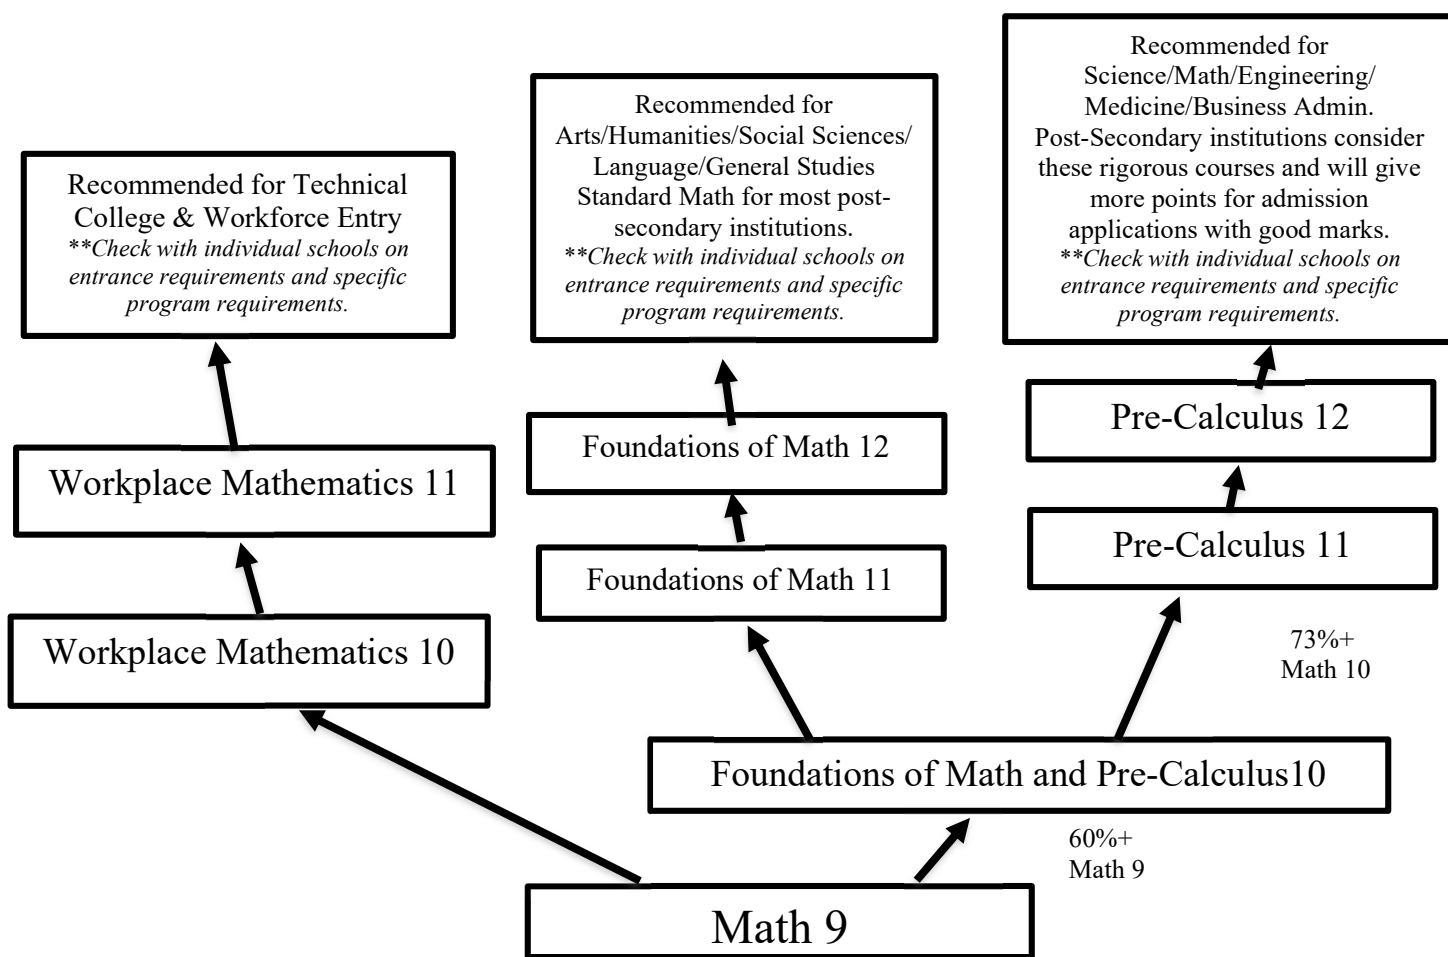 Recommended for Technical
College & Workforce Entry
**Check with individual schools on
entrance requirements and specific
program requirements.
Recommended for
Arts/Humanities/Social Sciences/
Language/General Studies
Standard Math for most post-
secondary institutions.
**Check with individual schools on
entrance requirements and specific
program requirements.
Recommended for
Science/Math/Engineering/
Medicine/Business Admin.
Post-Secondary institutions consider
these rigorous courses and will give
more points for admission
applications with good marks.
**Check with individual schools on
entrance requirements and specific
program requirements.
Workplace Mathematics 11
Foundations of Math 12
Pre-Calculus 12
Workplace Mathematics 10
Foundations of Math 11
Pre-Calculus 11
73%+
Math 10
Foundations of Math and Pre-Calculus10
60%+
Math 9
Math 9